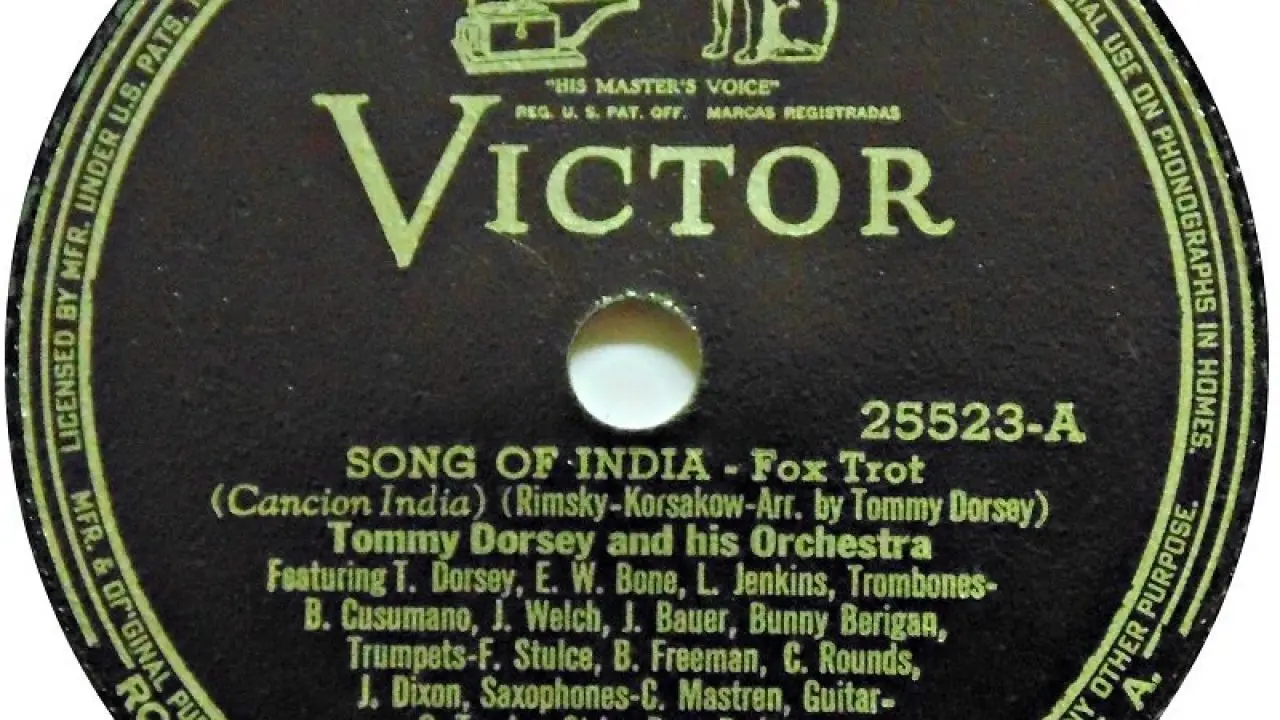 "HIS MASTER'S VOICE"
REG. U. S. PAT. OFF. MARCAS REGISTRADAS
VICTOR
25523-A
SONG OF INDIA - Fox Trot
(Cancion India) (Rimsky-Korsakow-Arr. by Tommy Dorsey)
Tommy Dorsey and his Orchestra
Featuring T. Dorsey, E. W. Bone, L. Jenkins, Trombones-
B. Cusumano, J. Welch, J. Bauer, Bunny Berigan,
Trumpets-F. Stulce, B. Freeman, C. Rounds,
J. Dixon, Saxophones-C. Mastren, Guitar-
LICENSED BY MFR. UNDER U.S. PATS.
MFR. & OR'GINAL
USE ON PHONOGRAPHS IN HOMES.
OTHER PURPOSE.
A.